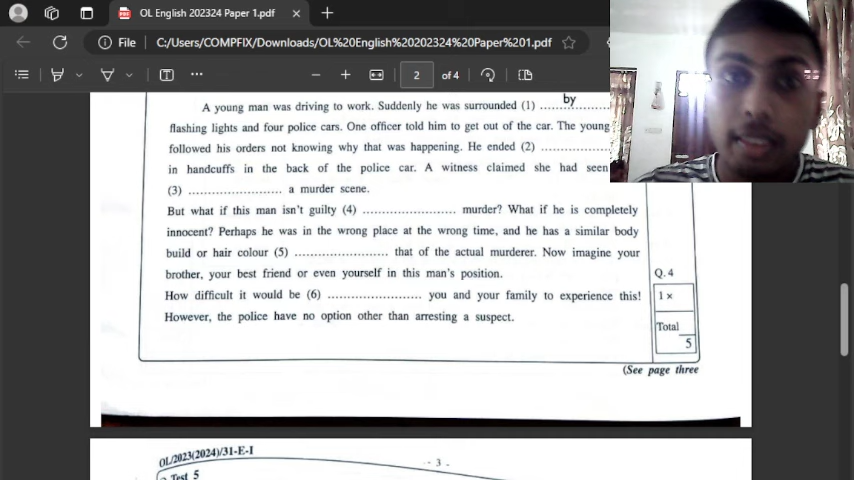 OL English 202324 Paper 1.pdf
File C:/Users/COMPFIX/Downloads/OL%20English%20202324%20Paper%201.pdf
2 of 4
A young man was driving to work. Suddenly he was surrounded (1) ....by....
flashing lights and four police cars. One officer told him to get out of the car. The young
followed his orders not knowing why that was happening. He ended (2) ....................
in handcuffs in the back of the police car. A witness claimed she had seen
(3) ........................ a murder scene.
But what if this man isn't guilty (4) ........................ murder? What if he is completely
innocent? Perhaps he was in the wrong place at the wrong time, and he has a similar body
build or hair colour (5) ........................ that of the actual murderer. Now imagine your
brother, your best friend or even yourself in this man's position.
How difficult it would be (6) ........................ you and your family to experience this!
However, the police have no option other than arresting a suspect.
Q.4
1 x
Total
5
(See page three
OL/2023(2024)/31-E-I
- 3 -
Test 5